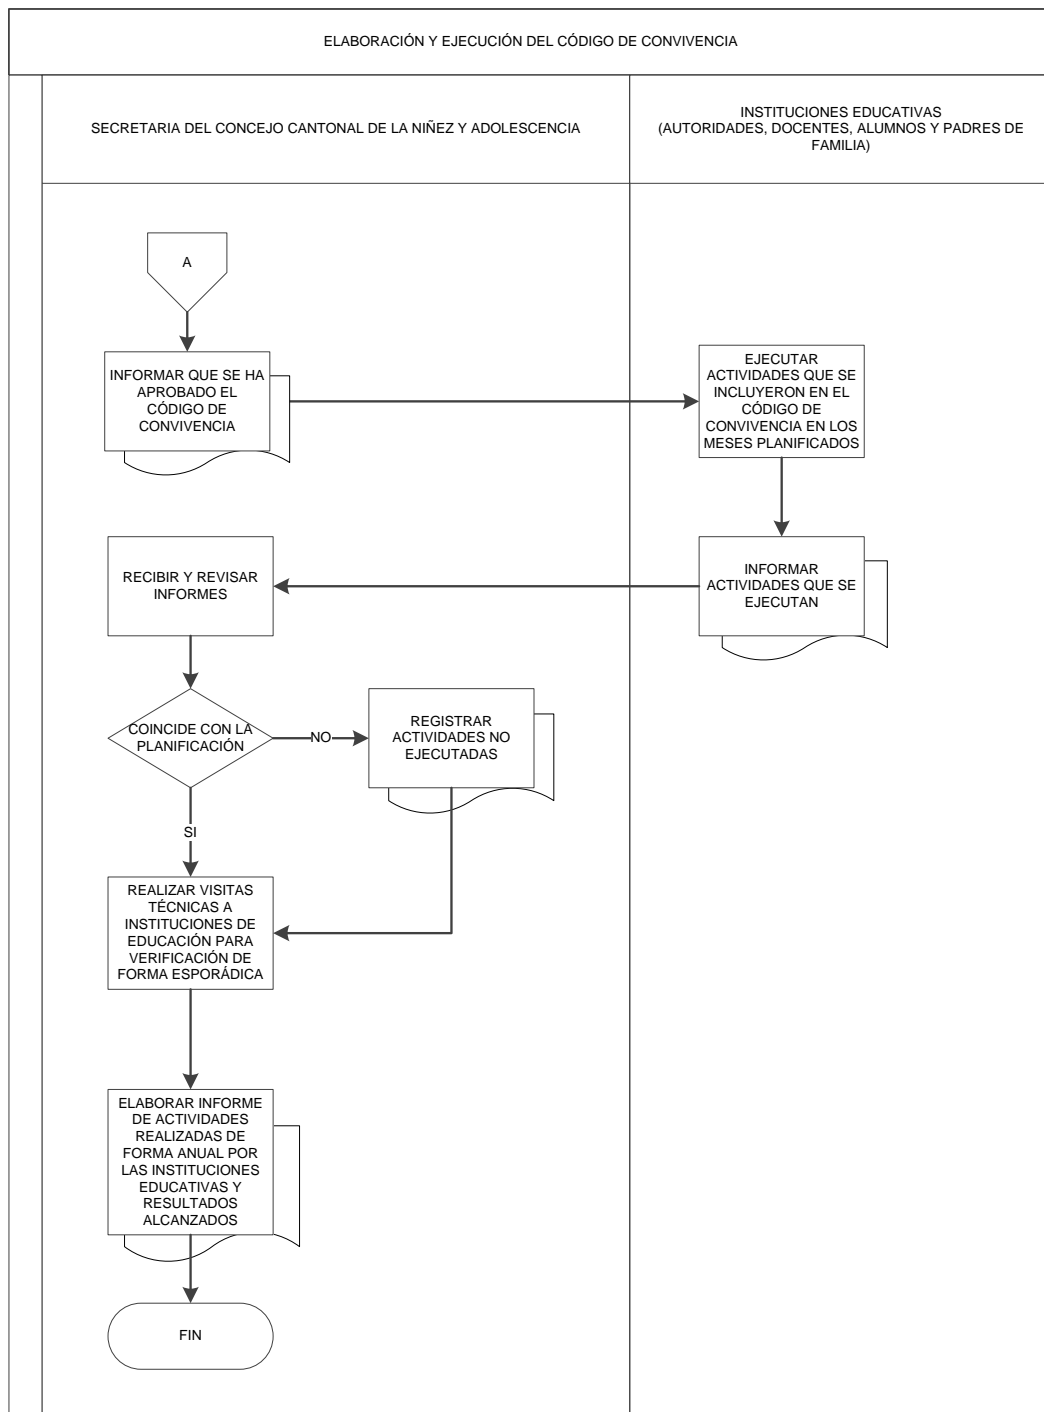 ELABORACIÓN Y EJECUCIÓN DEL CÓDIGO DE CONVIVENCIA
SECRETARIA DEL CONCEJO CANTONAL DE LA NIÑEZ Y ADOLESCENCIA
INSTITUCIONES EDUCATIVAS
(AUTORIDADES, DOCENTES, ALUMNOS Y PADRES DE
FAMILIA)
A
INFORMAR QUE SE HA
APROBADO EL
CÓDIGO DE
CONVIVENCIA
EJECUTAR
ACTIVIDADES QUE SE
INCLUYERON EN EL
CÓDIGO DE
CONVIVENCIA EN LOS
MESES PLANIFICADOS
RECIBIR Y REVISAR
INFORMES
INFORMAR
ACTIVIDADES QUE SE
EJECUTAN
COINCIDE CON LA
PLANIFICACIÓN
NO
REGISTRAR
ACTIVIDADES NO
EJECUTADAS
SI
REALIZAR VISITAS
TÉCNICAS A
INSTITUCIONES DE
EDUCACIÓN PARA
VERIFICACIÓN DE
FORMA ESPORÁDICA
ELABORAR INFORME
DE ACTIVIDADES
REALIZADAS DE
FORMA ANUAL POR
LAS INSTITUCIONES
EDUCATIVAS Y
RESULTADOS
ALCANZADOS
FIN